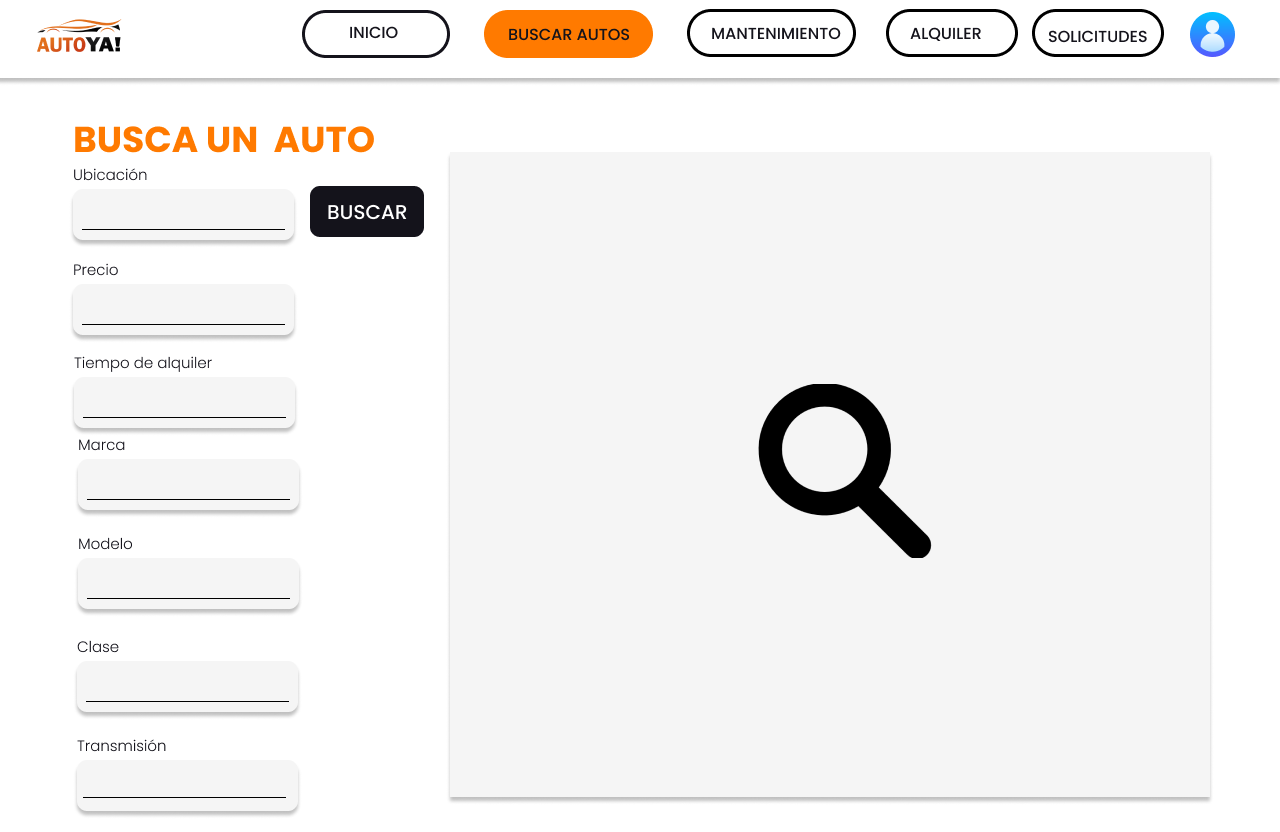 AUTOYA!
INICIO
BUSCAR AUTOS
MANTENIMIENTO
ALQUILER
SOLICITUDES
BUSCA UN AUTO
Ubicación
BUSCAR
Precio
Tiempo de alquiler
Marca
Modelo
Clase
Transmisión